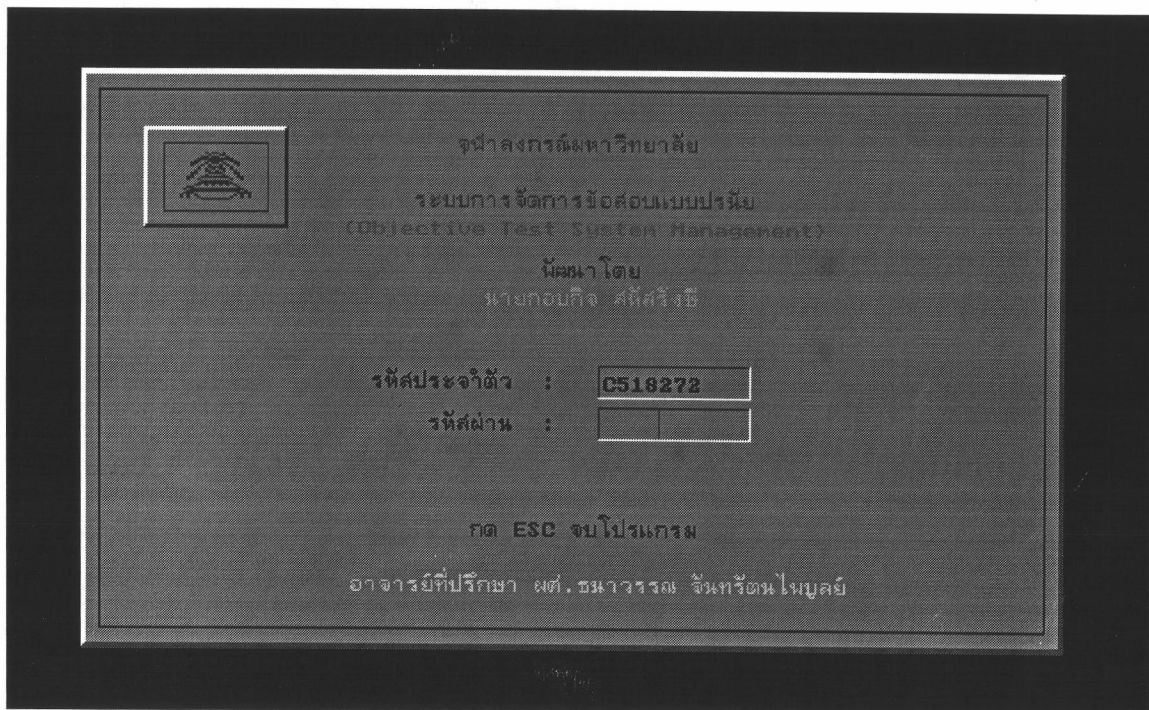 จุฬาลงกรณ์มหาวิทยาลัย
ระบบการจัดการข้อสอบแบบปรนัย
(Objective Test System Management)
พัฒนาโดย
นายกอบกิจ สหัสรังษี
รหัสประจำตัว : C518272
รหัสผ่าน :
กด ESC จบโปรแกรม
อาจารย์ที่ปรึกษา ผศ.ธนาวรรณ จันทรัตนไพบูลย์